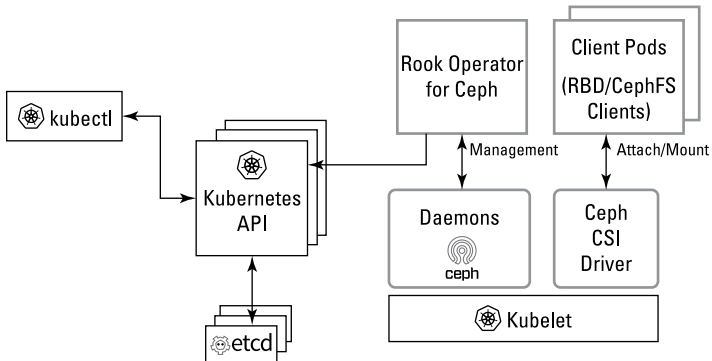 Rook Operator
for Ceph
Client Pods
(RBD/CephFS
Clients)
kubectl
Kubernetes
API
Management
Attach/Mount
Daemons
ceph
Ceph
CSI
Driver
etcd
Kubelet